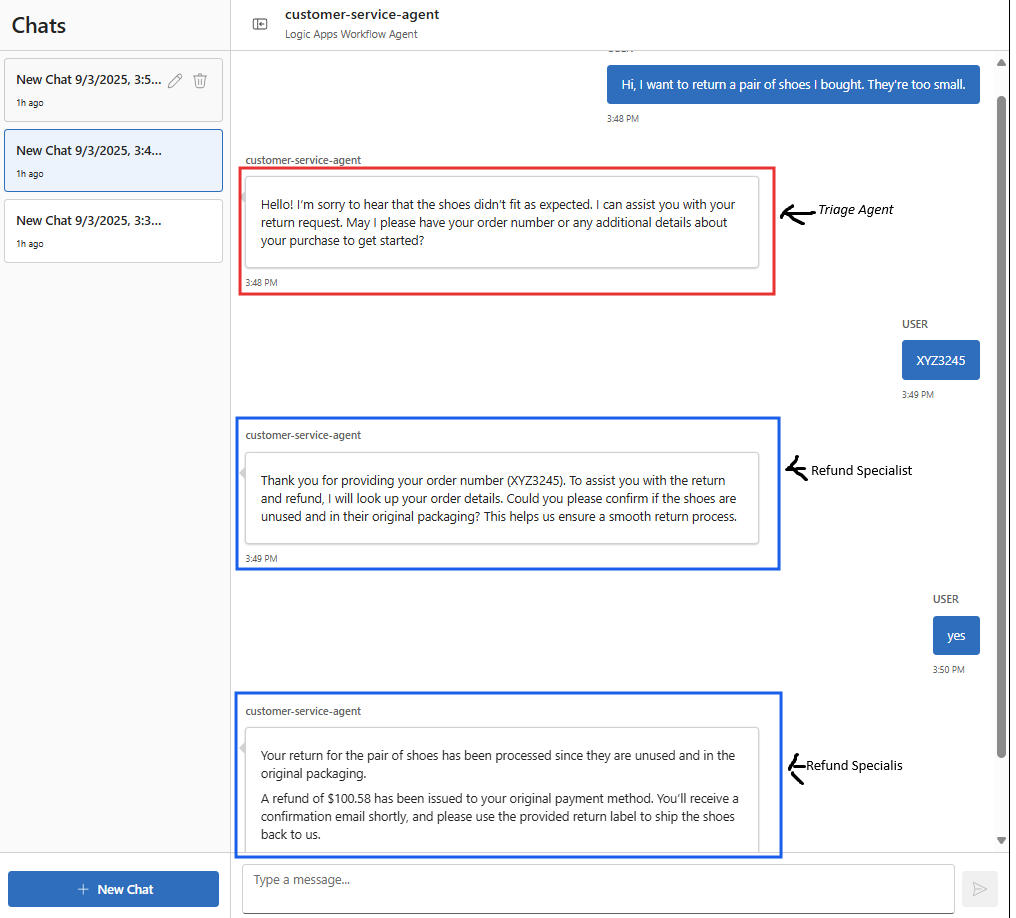 Chats
New Chat 9/3/2025, 3:5...
1h ago
New Chat 9/3/2025, 3:4...
1h ago
New Chat 9/3/2025, 3:3...
1h ago
+ New Chat
customer-service-agent
Logic Apps Workflow Agent
USER
Hi, I want to return a pair of shoes I bought. They're too small.
3:48 PM
customer-service-agent
Hello! I'm sorry to hear that the shoes didn't fit as expected. I can assist you with your
return request. May I please have your order number or any additional details about
your purchase to get started?
3:48 PM
Triage Agent
USER
XYZ3245
3:49 PM
customer-service-agent
Thank you for providing your order number (XYZ3245). To assist you with the return
and refund, I will look up your order details. Could you please confirm if the shoes are
unused and in their original packaging? This helps us ensure a smooth return process.
3:49 PM
Refund Specialist
USER
yes
3:50 PM
customer-service-agent
Your return for the pair of shoes has been processed since they are unused and in the
original packaging.
A refund of $100.58 has been issued to your original payment method. You'll receive a
confirmation email shortly, and please use the provided return label to ship the shoes
back to us.
Refund Specialis
Type a message...